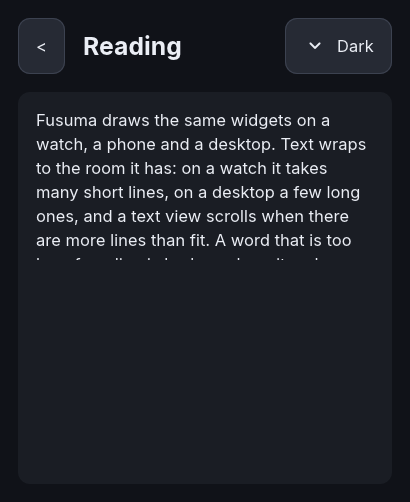 <
Reading
Dark
Fusuma draws the same widgets on a
watch, a phone and a desktop. Text wraps
to the room it has: on a watch it takes
many short lines, on a desktop a few long
ones, and a text view scrolls when there
are more lines than fit. A word that is too